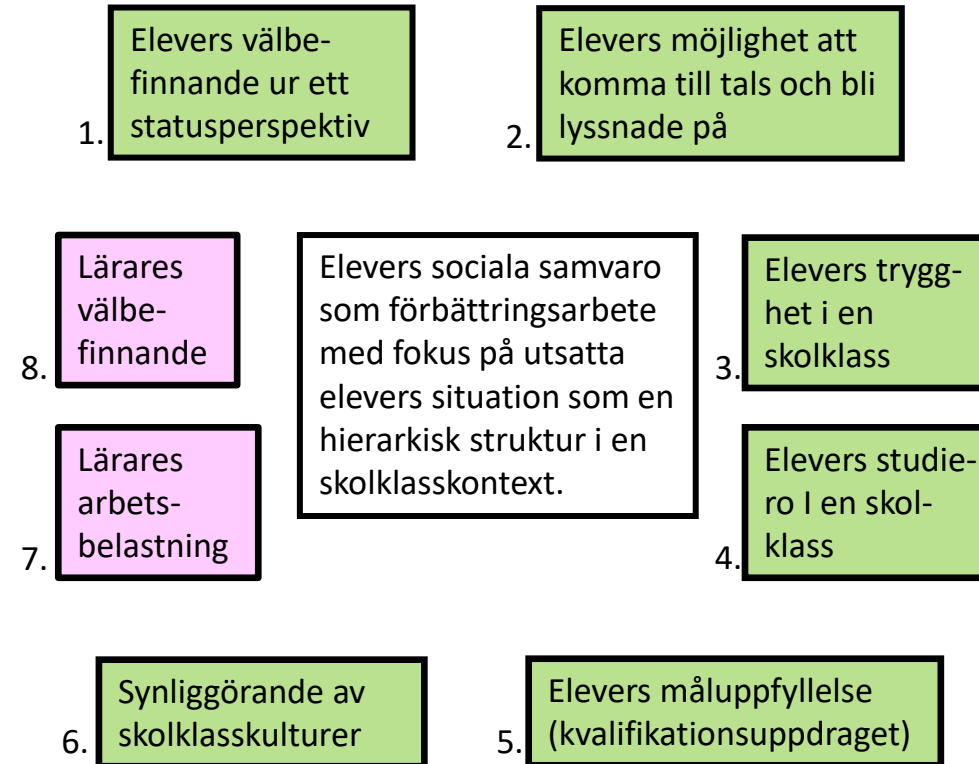 1.
Elevers välbe-
finnande ur ett
statusperspektiv
2.
Elevers möjlighet att
komma till tals och bli
lyssnade på
8.
Lärares
välbe-
finnande
Elevers sociala samvaro
som förbättringsarbete
med fokus på utsatta
elevers situation som en
hierarkisk struktur i en
skolklasskontext.
3.
Elevers trygg-
het i en
skolklass
7.
Lärares
arbets-
belastning
4.
Elevers studie-
ro I en skol-
klass
6.
Synliggörande av
skolklasskulturer
5.
Elevers måluppfyllelse
(kvalifikationsuppdraget)